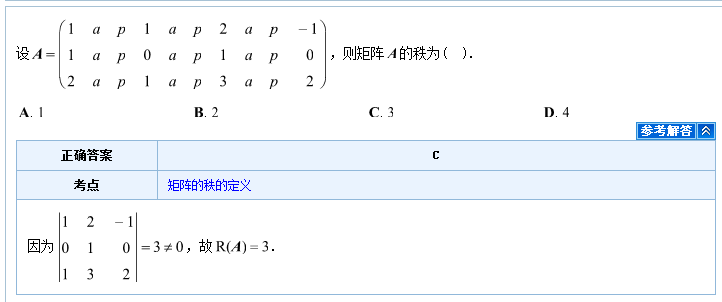 设 A = ( 1 a p 1 a p 2 a p −1
1 a p 0 a p 1 a p 0
2 a p 1 a p 3 a p 2 ) ，则矩阵 A 的秩为( ).
A. 1 B. 2 C. 3 D. 4
参考解答
正确答案 C
考点 矩阵的秩的定义
因为 | 1 2 −1
0 1 0
1 3 2 | = 3 ≠ 0，故 R(A) = 3.